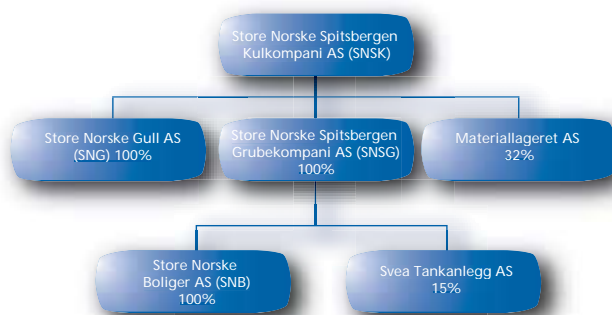 Store Norske Spitsbergen
Kulkompani AS (SNSK)
Store Norske Gull AS
(SNG) 100%
Store Norske Spitsbergen
Grubekompani AS (SNSG)
100%
Materiallageret AS
32%
Store Norske
Boliger AS (SNB)
100%
Svea Tankanlegg AS
15%